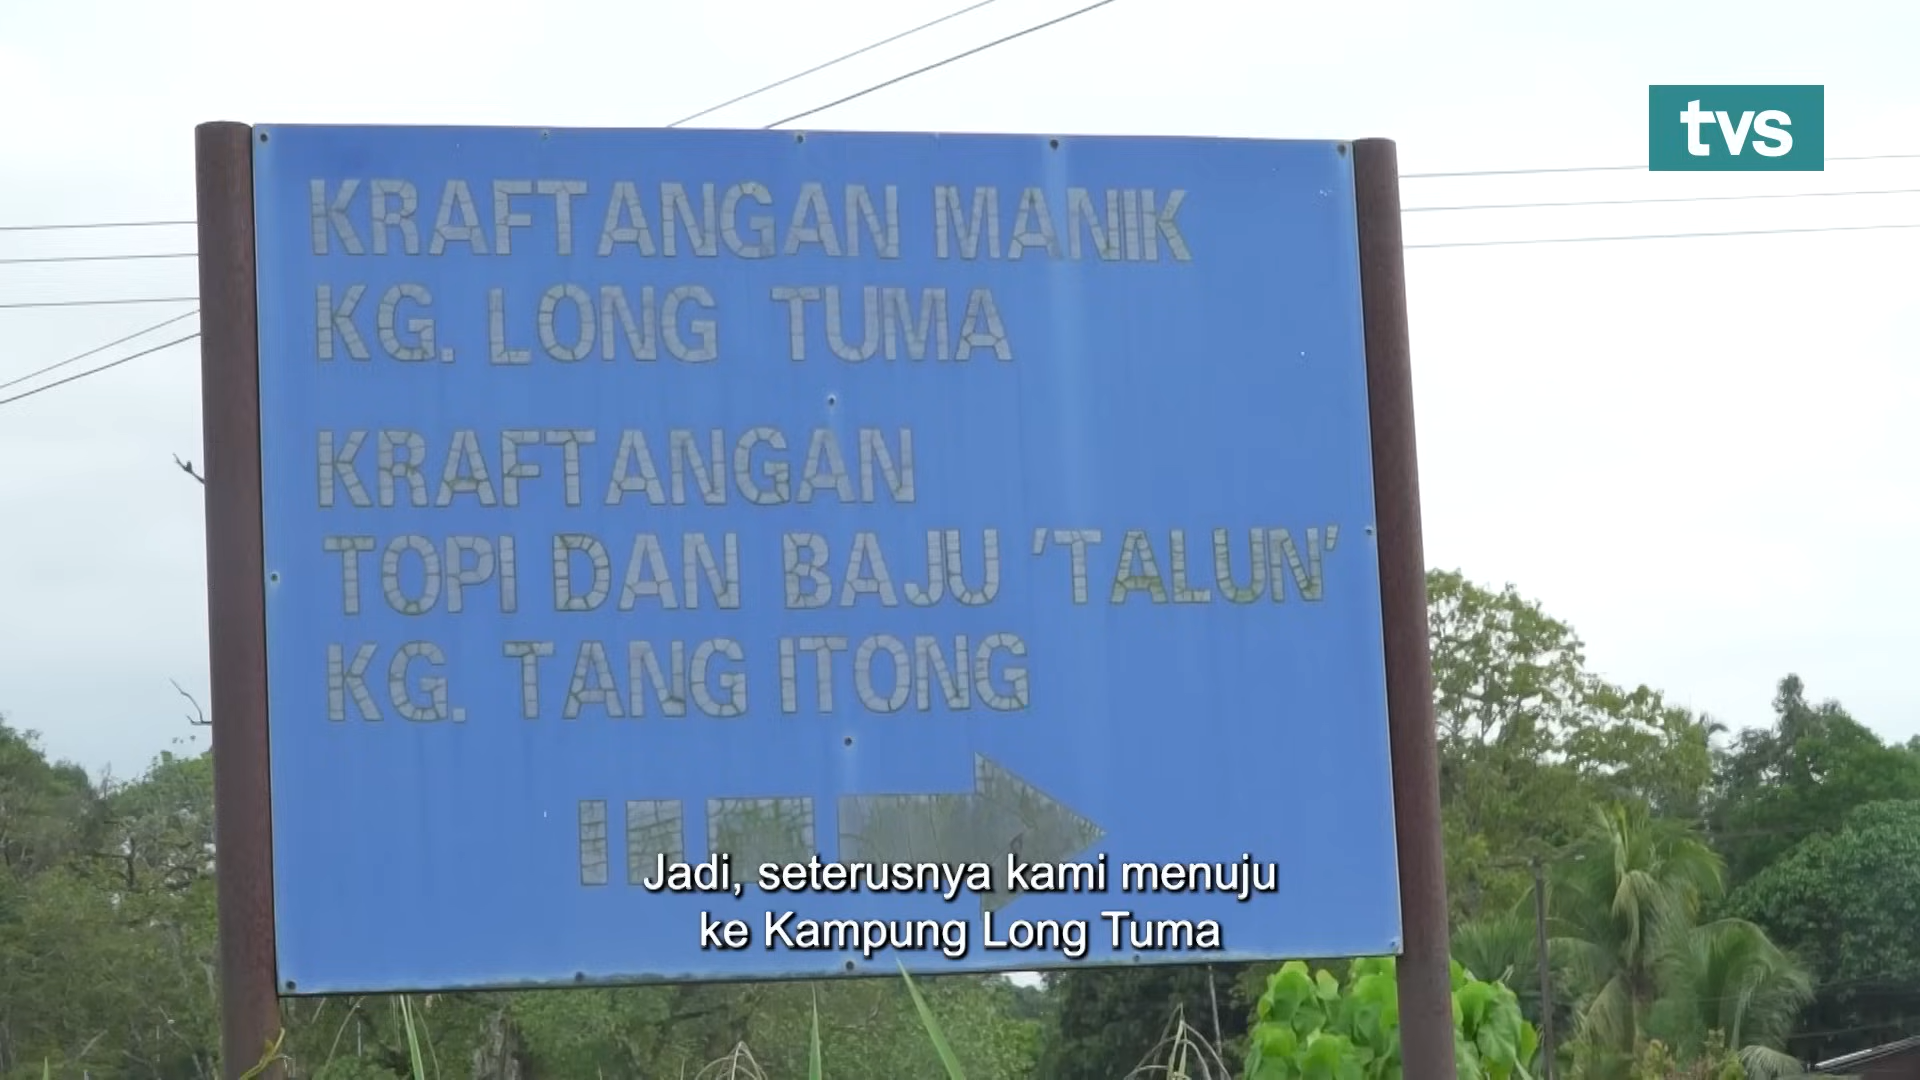 tvs
KRAFTANGAN MANIK
KG. LONG TUMA
KRAFTANGAN
TOPI DAN BAJU 'TALUN'
KG. TANG ITONG
Jadi, seterusnya kami menuju
ke Kampung Long Tuma